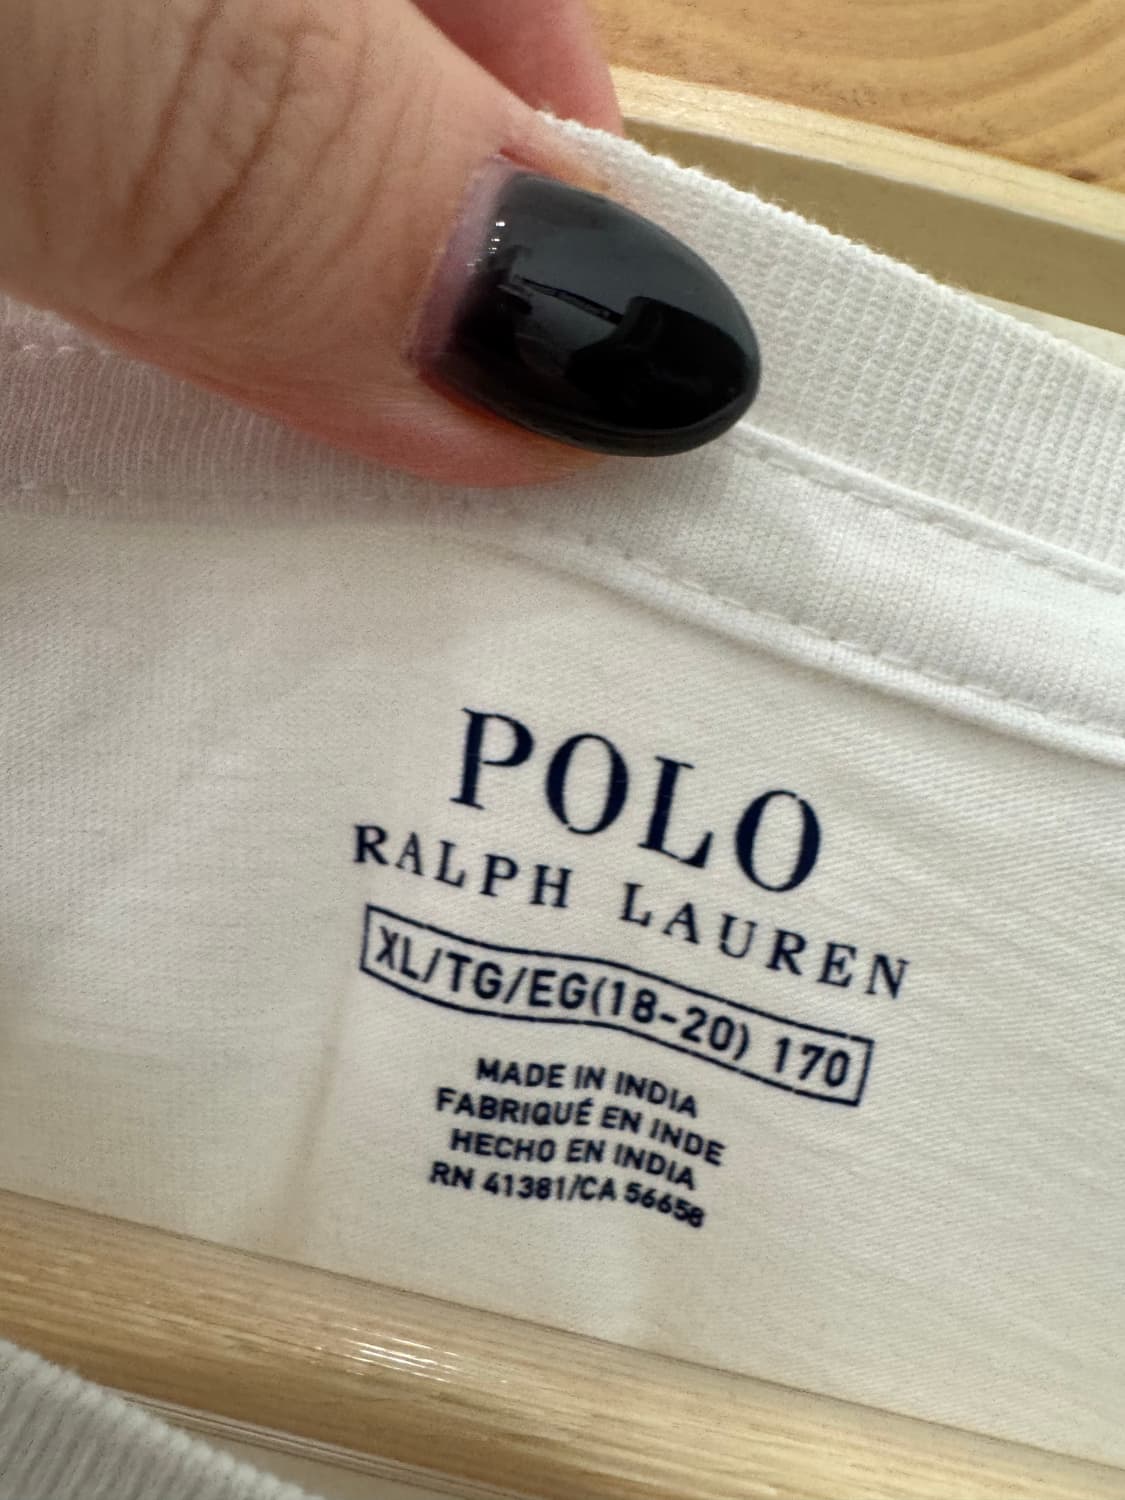 POLO
RALPH LAUREN
XL/TG/EG(18-20) 170
MADE IN INDIA
FABRIQUÉ EN INDE
HECHO EN INDIA
RN 41381/CA 56658